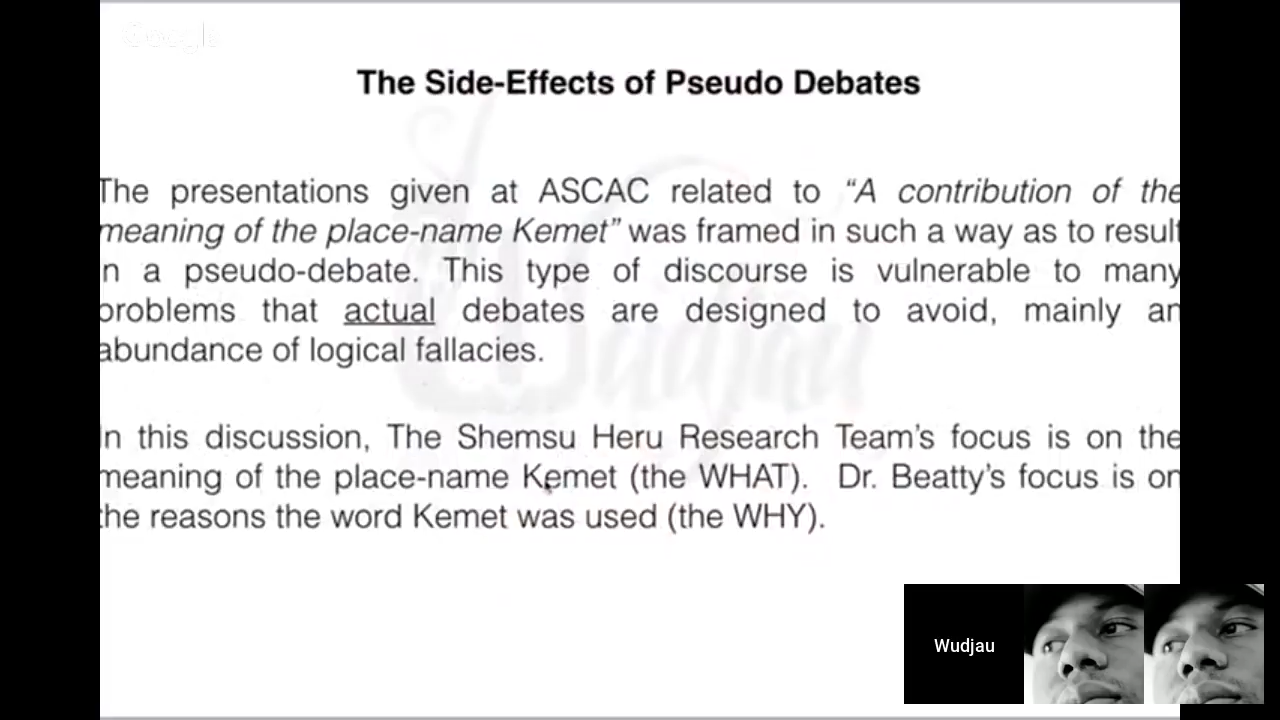 Google
The Side-Effects of Pseudo Debates
The presentations given at ASCAC related to “A contribution of the
meaning of the place-name Kemet” was framed in such a way as to result
in a pseudo-debate. This type of discourse is vulnerable to many
problems that actual debates are designed to avoid, mainly an
abundance of logical fallacies.
In this discussion, The Shemsu Heru Research Team’s focus is on the
meaning of the place-name Kemet (the WHAT). Dr. Beatty’s focus is on
the reasons the word Kemet was used (the WHY).
Wudjau
Wudjau